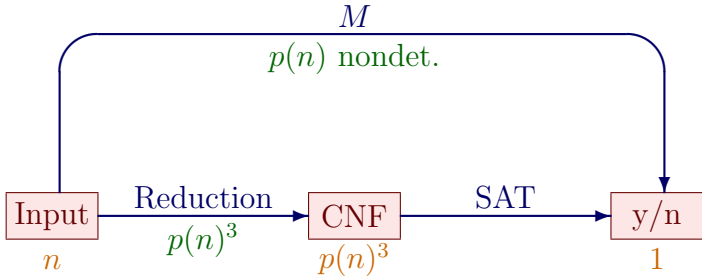 M
p(n) nondet.
Reduction
SAT
Input
CNF
y/n
p(n)³
n
p(n)³
1